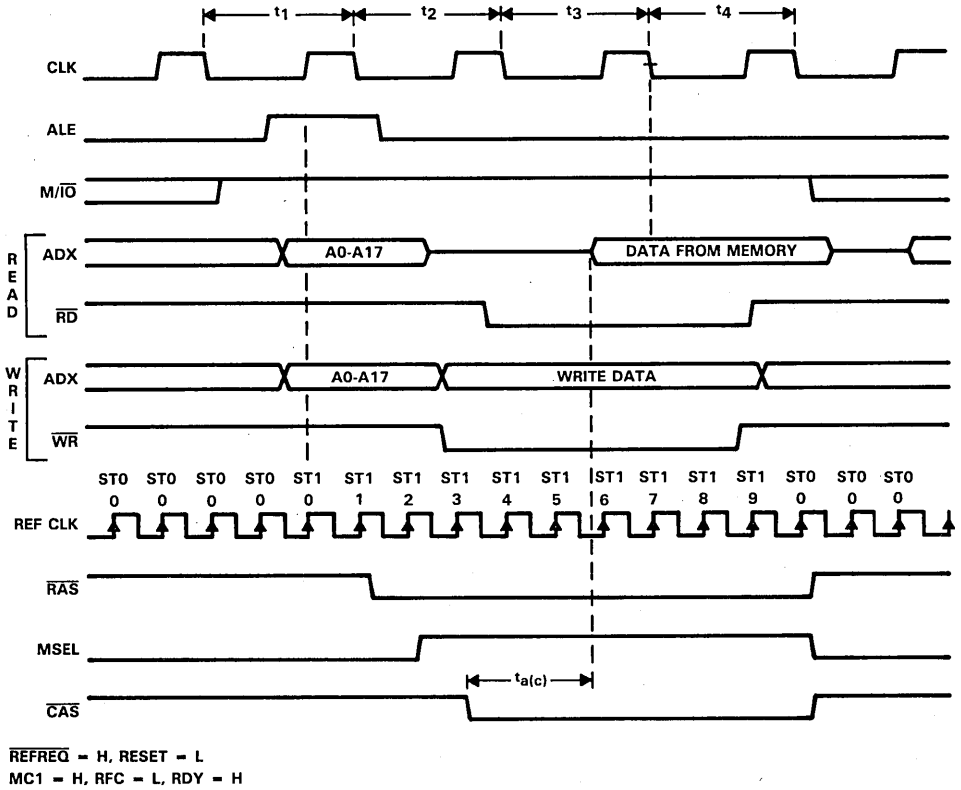 t1 t2 t3 t4
CLK
ALE
M/IO
READ
ADX A0-A17 DATA FROM MEMORY
RD
WRITE
ADX A0-A17 WRITE DATA
WR
ST0 ST0 ST0 ST0 ST1 ST1 ST1 ST1 ST1 ST1 ST1 ST1 ST1 ST1 ST0 ST0 ST0
0 0 0 0 0 1 2 3 4 5 6 7 8 9 0 0 0
REF CLK
RAS
MSEL
ta(c)
CAS
REFREQ = H, RESET = L
MC1 = H, RFC = L, RDY = H